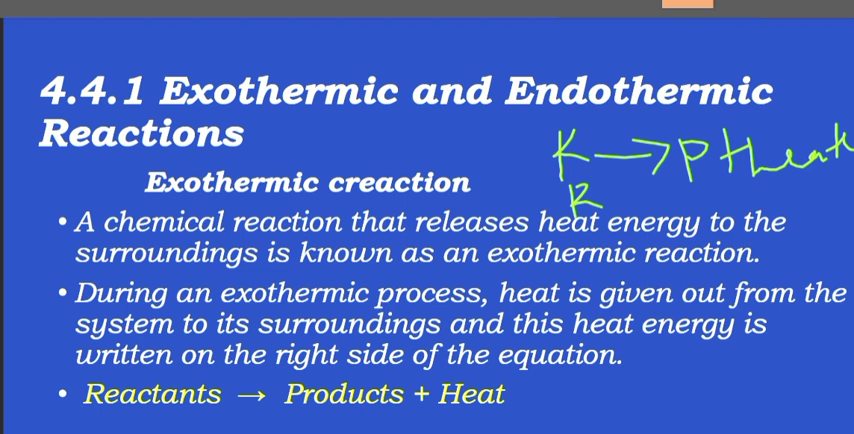 4.4.1 Exothermic and Endothermic
Reactions
K → P + Heat
Exothermic creaction
R
• A chemical reaction that releases heat energy to the
surroundings is known as an exothermic reaction.
• During an exothermic process, heat is given out from the
system to its surroundings and this heat energy is
written on the right side of the equation.
• Reactants → Products + Heat